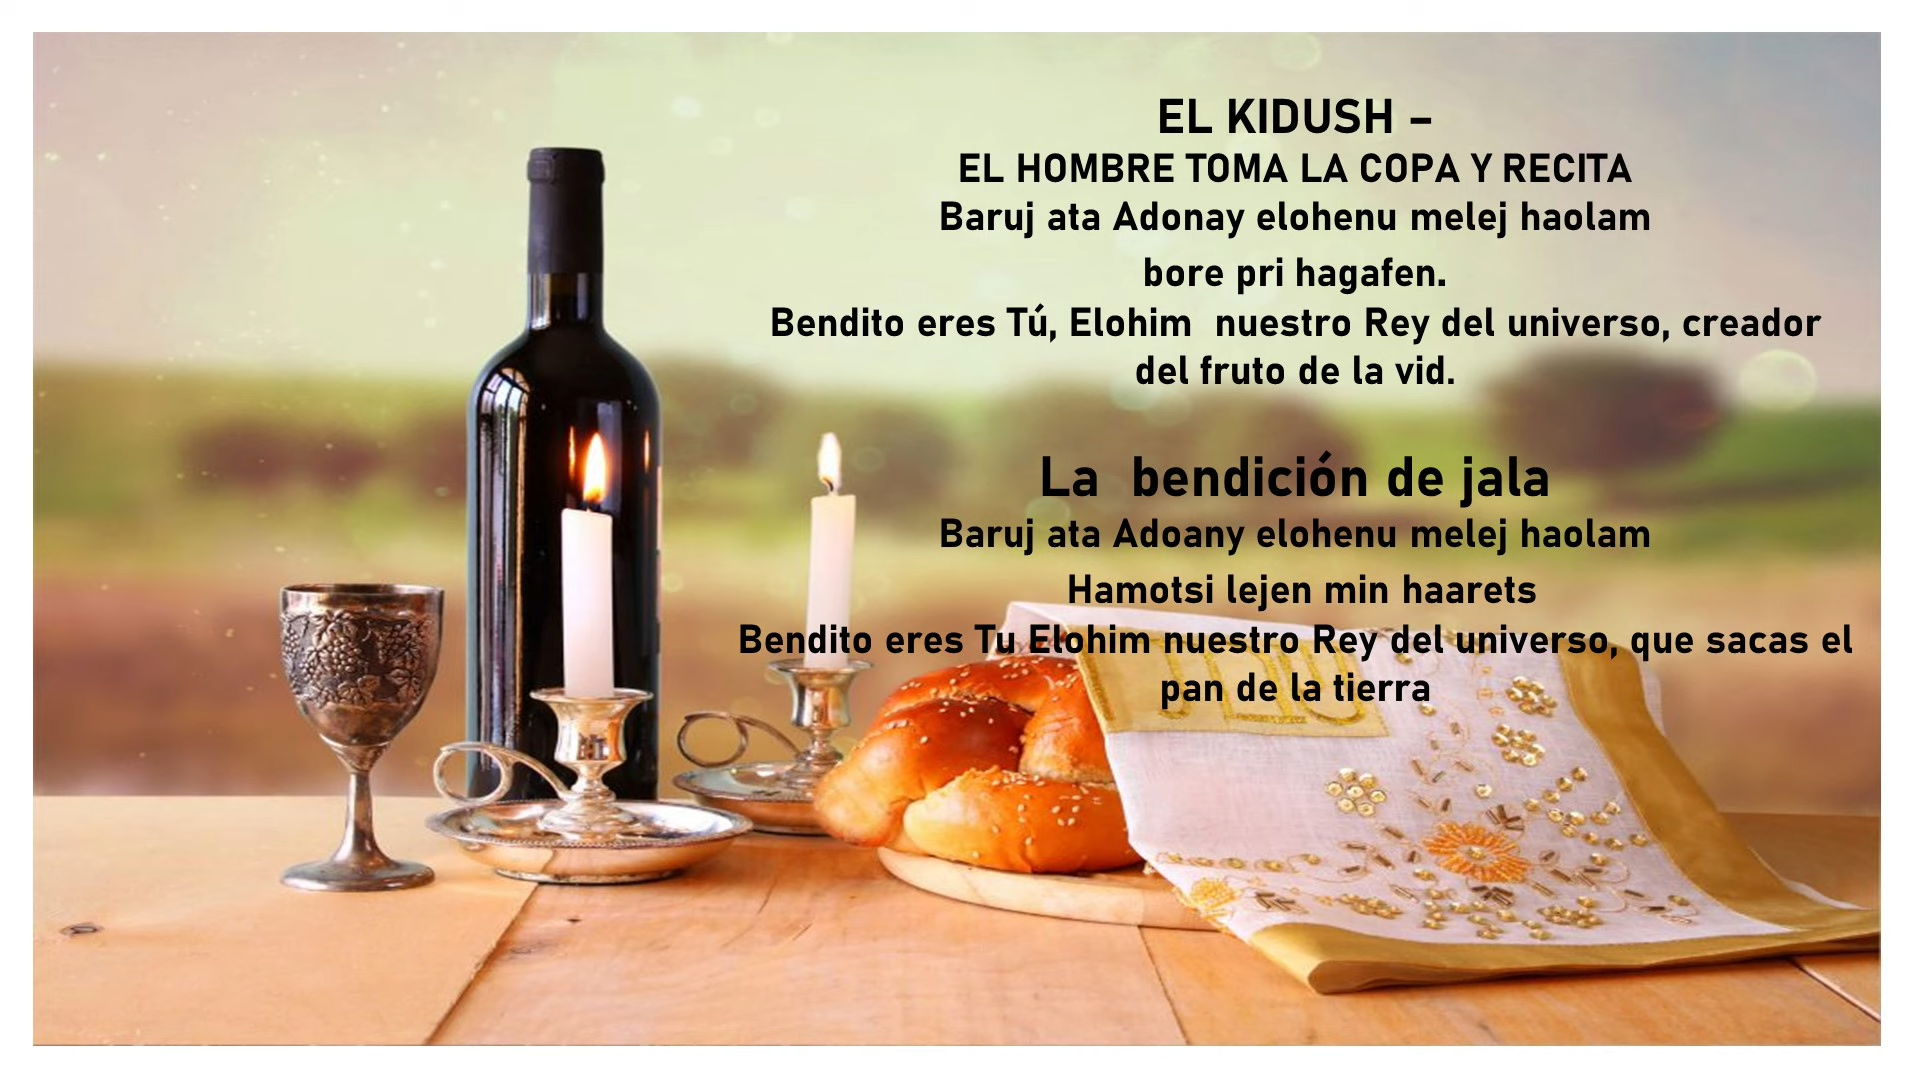 EL KIDUSH –
EL HOMBRE TOMA LA COPA Y RECITA
Baruj ata Adonay elohenu melej haolam
bore pri hagafen.
Bendito eres Tú, Elohim  nuestro Rey del universo, creador
del fruto de la vid.
La  bendición de jala
Baruj ata Adoany elohenu melej haolam
Hamotsi lejen min haarets
Bendito eres Tu Elohim nuestro Rey del universo, que sacas el
pan de la tierra